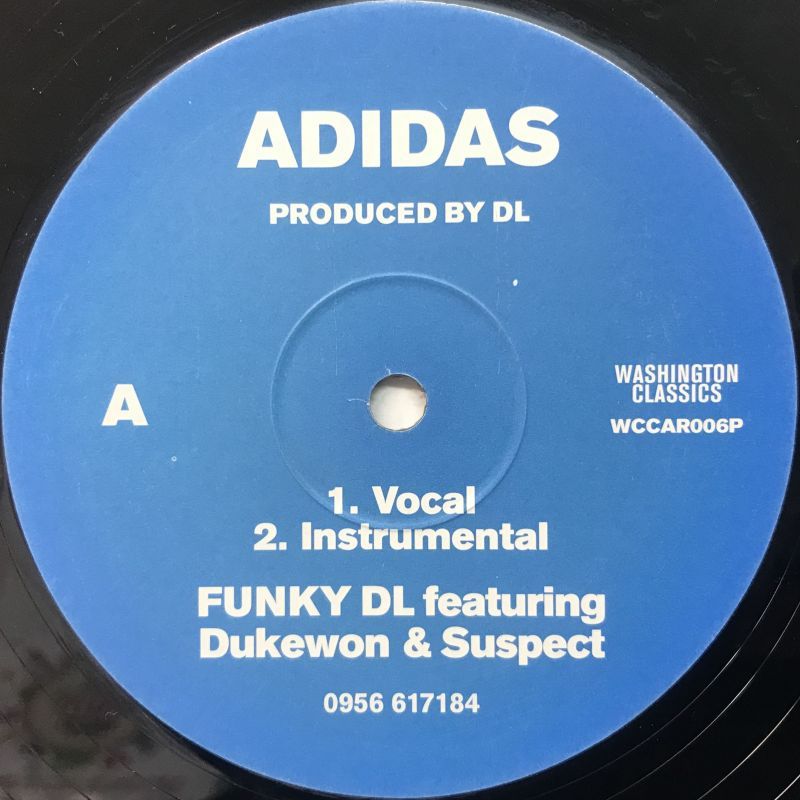 ADIDAS
PRODUCED BY DL
A
WASHINGTON
CLASSICS
WCCAR006P
1. Vocal
2. Instrumental
FUNKY DL featuring
Dukewon & Suspect
0956 617184